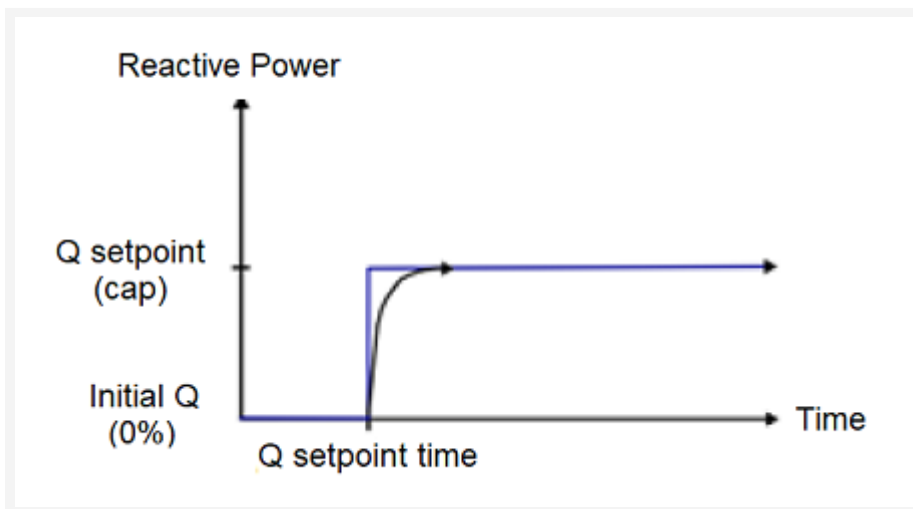 Reactive Power
Q setpoint
(cap)
Initial Q
(0%)
Time
Q setpoint time